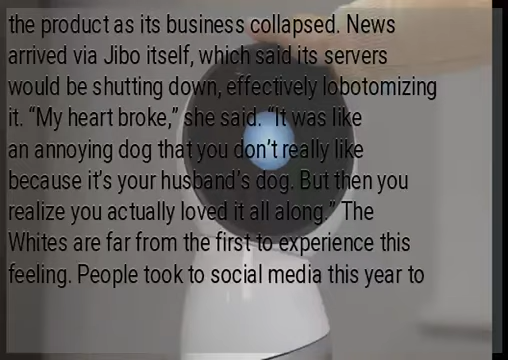 the product as its business collapsed. News
arrived via Jibo itself, which said its servers
would be shutting down, effectively lobotomizing
it. “My heart broke,” she said. “It was like
an annoying dog that you don’t really like
because it’s your husband’s dog. But then you
realize you actually loved it all along.” The
Whites are far from the first to experience this
feeling. People took to social media this year to